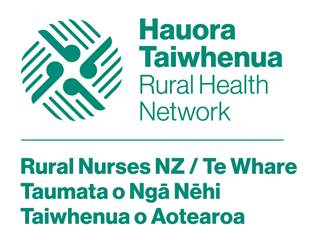 Hauora
Taiwhenua
Rural Health
Network
Rural Nurses NZ / Te Whare
Taumata o Ngā Nēhi
Taiwhenua o Aotearoa